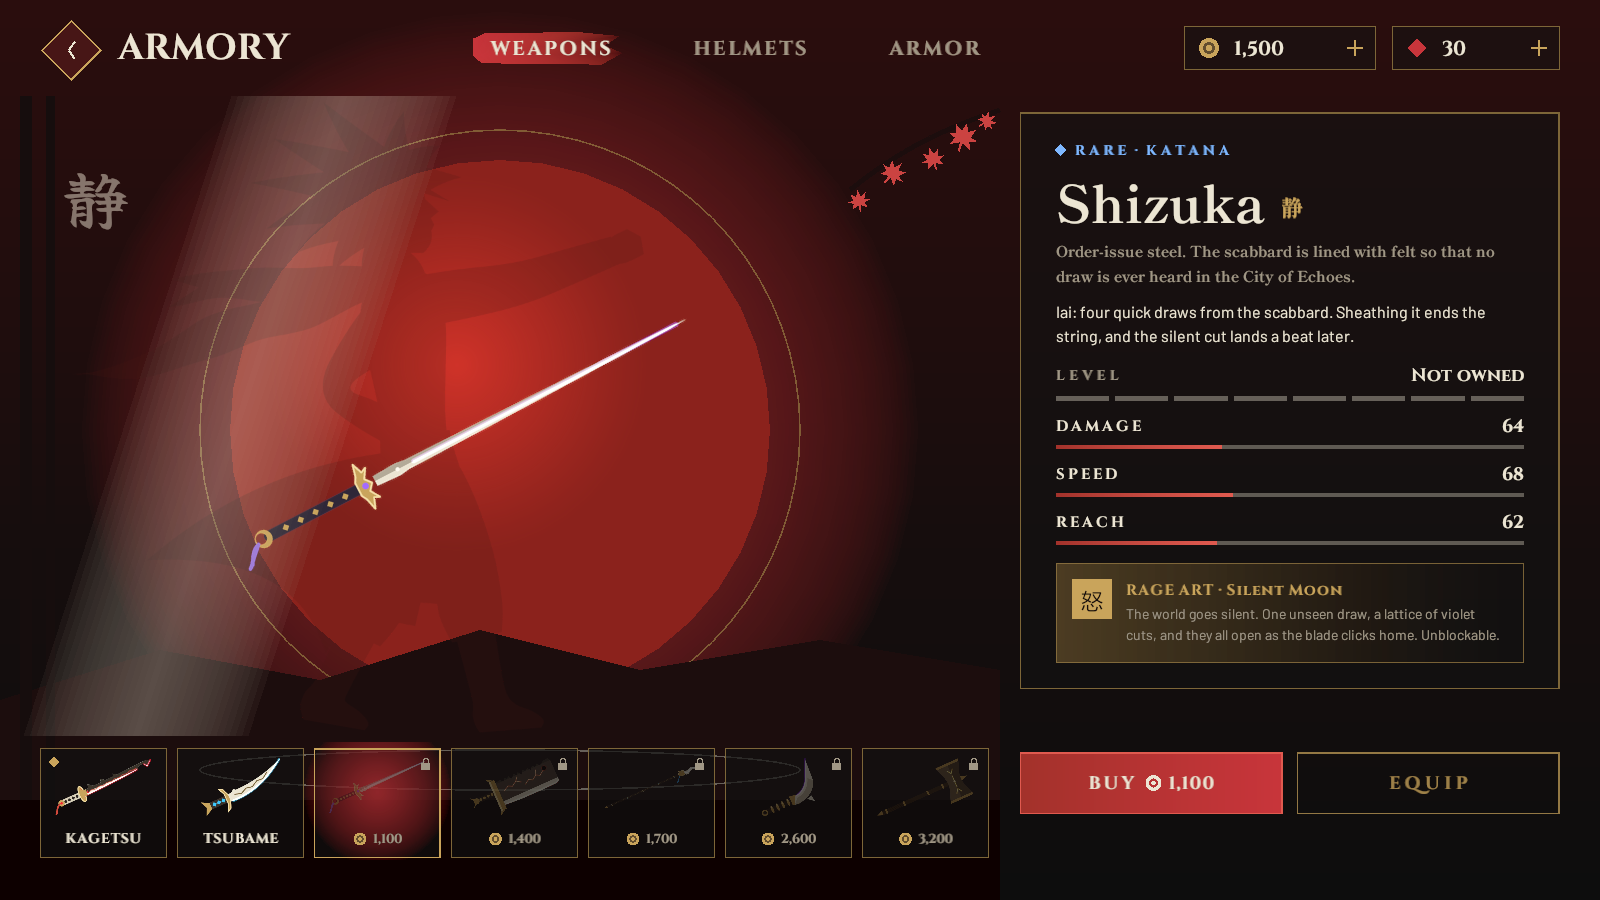 ARMORY
WEAPONS
HELMETS
ARMOR
1,500
30
静
RARE · KATANA
Shizuka 静
Order-issue steel. The scabbard is lined with felt so that no
draw is ever heard in the City of Echoes.
Iai: four quick draws from the scabbard. Sheathing it ends the
string, and the silent cut lands a beat later.
LEVEL
NOT OWNED
DAMAGE
64
SPEED
68
REACH
62
怒
RAGE ART · SILENT MOON
The world goes silent. One unseen draw, a lattice of violet
cuts, and they all open as the blade clicks home. Unblockable.
KAGETSU
TSUBAME
1,100
1,400
1,700
2,600
3,200
BUY 1,100
EQUIP